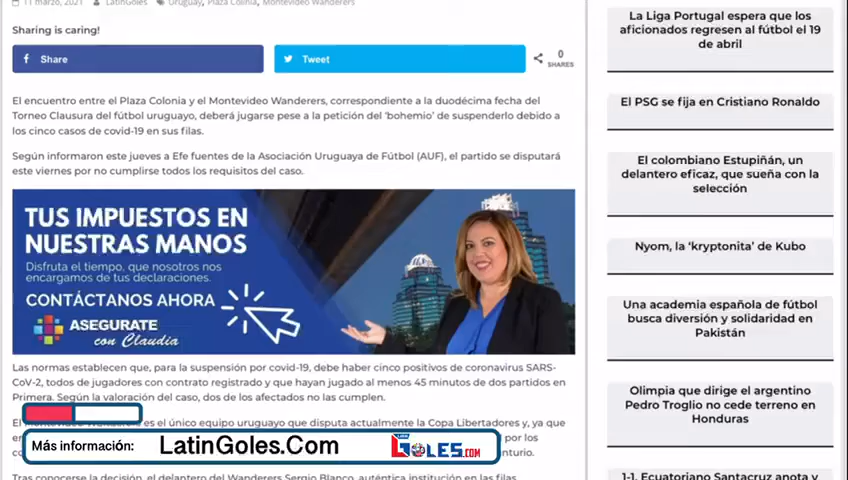 11 marzo, 2021 LatinGoles Uruguay, Plaza Colinia, Montevideo Wanderers
Sharing is caring!
Share
Tweet
0
SHARES
El encuentro entre el Plaza Colonia y el Montevideo Wanderers, correspondiente a la duodécima fecha del
Torneo Clausura del fútbol uruguayo, deberá jugarse pese a la petición del 'bohemio' de suspenderlo debido a
los cinco casos de covid-19 en sus filas.
Según informaron este jueves a Efe fuentes de la Asociación Uruguaya de Fútbol (AUF), el partido se disputará
este viernes por no cumplirse todos los requisitos del caso.
TUS IMPUESTOS EN
NUESTRAS MANOS
Disfruta el tiempo, que nosotros nos
encargamos de tus declaraciones.
CONTÁCTANOS AHORA
ASEGURATE
con Claudia
Las normas establecen que, para la suspensión por covid-19, debe haber cinco positivos de coronavirus SARS-
CoV-2, todos de jugadores con contrato registrado y que hayan jugado al menos 45 minutos de dos partidos en
Primera. Según la valoración del caso, dos de los afectados no las cumplen.
El es el único equipo uruguayo que disputa actualmente la Copa Libertadores y, ya que
por los
Tras conocerse la decisión, el delantero del Wanderers Sergio Blanco, auténtica institución en las filas
Más información: LatinGoles.Com
GOLES.COM
La Liga Portugal espera que los
aficionados regresen al fútbol el 19
de abril
El PSG se fija en Cristiano Ronaldo
El colombiano Estupiñán, un
delantero eficaz, que sueña con la
selección
Nyom, la 'kryptonita' de Kubo
Una academia española de fútbol
busca diversión y solidaridad en
Pakistán
Olimpia que dirige el argentino
Pedro Troglio no cede terreno en
Honduras
1-1. Ecuatoriano Santacruz anota y